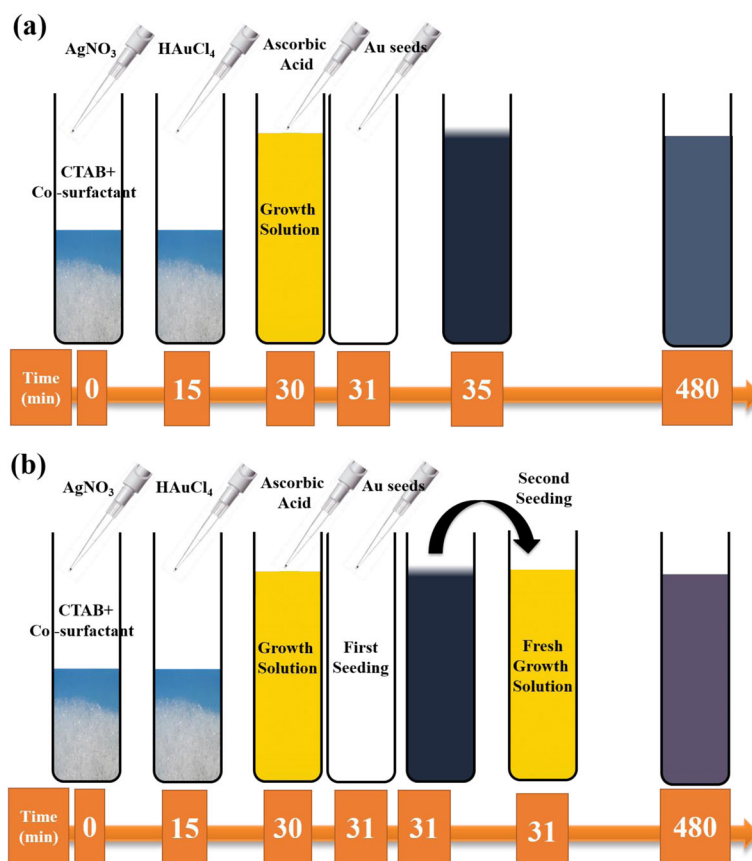 (a)
AgNO3
HAuCl4
Ascorbic
Acid
Au seeds
CTAB+
Co-surfactant
Growth
Solution
Time
(min)
0
15
30
31
35
480
(b)
AgNO3
HAuCl4
Ascorbic
Acid
Au seeds
Second
Seeding
CTAB+
Co-surfactant
Growth
Solution
First
Seeding
Fresh
Growth
Solution
Time
(min)
0
15
30
31
31
31
480